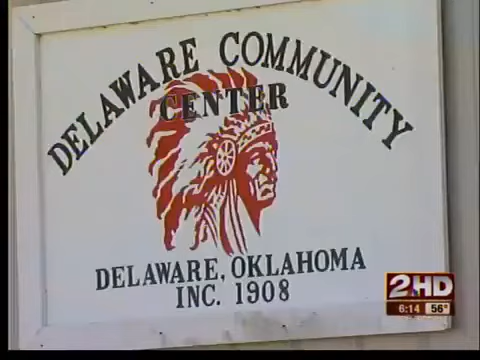 DELAWARE COMMUNITY
CENTER
DELAWARE, OKLAHOMA
INC. 1908
2HD
6:14 56°